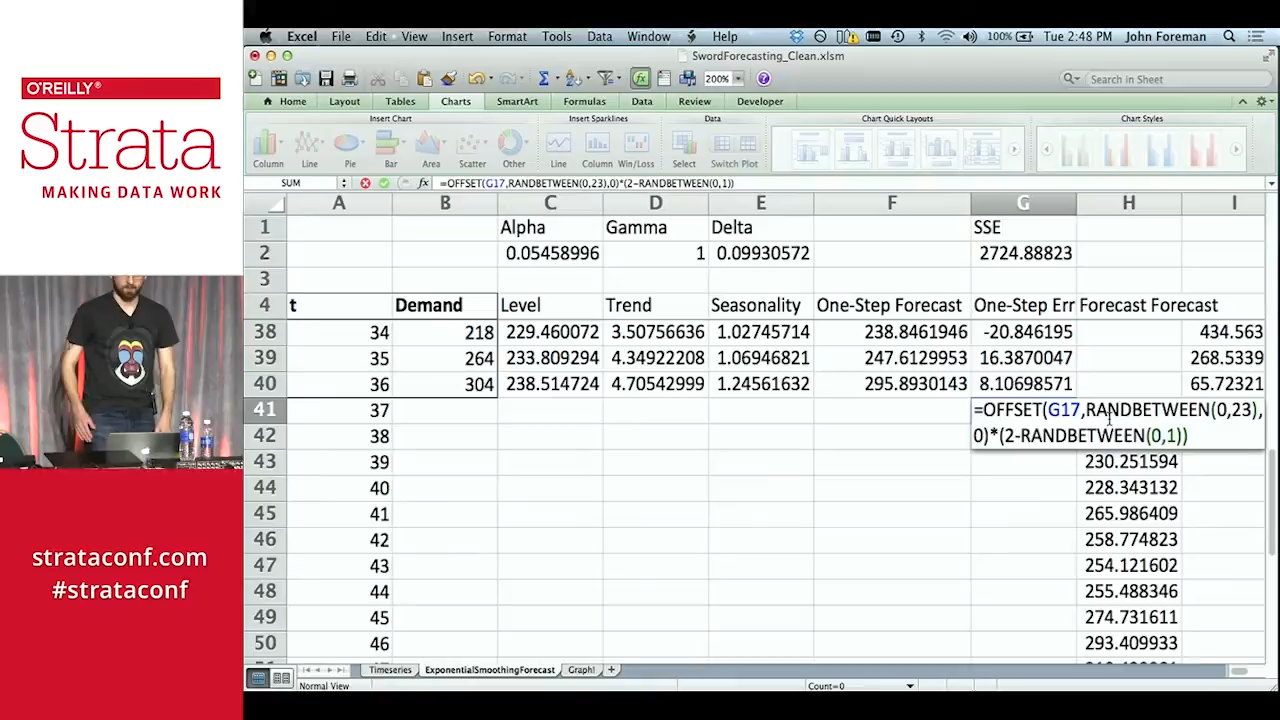 O'REILLY®
Strata
MAKING DATA WORK
strataconf.com
#strataconf
Excel File Edit View Insert Format Tools Data Window Help 100% Tue 2:48 PM John Foreman
SwordForecasting_Clean.xlsm
200% Search in Sheet
Home Layout Tables Charts SmartArt Formulas Data Review Developer
Insert Chart Insert Sparklines Data Chart Quick Layouts Chart Styles
Column Line Pie Bar Area Scatter Other Line Column Win/Loss Select Switch Plot
SUM fx =OFFSET(G17,RANDBETWEEN(0,23),0)*(2-RANDBETWEEN(0,1))
A B C D E F G H I
1 Alpha Gamma Delta SSE
2 0.05458996 1 0.09930572 2724.88823
3
4 t Demand Level Trend Seasonality One-Step Forecast One-Step Err Forecast Forecast
38 34 218 229.460072 3.50756636 1.02745714 238.8461946 -20.846195 434.563
39 35 264 233.809294 4.34922208 1.06946821 247.6129953 16.3870047 268.5339
40 36 304 238.514724 4.70542999 1.24561632 295.8930143 8.10698571 65.72321
41 37 =OFFSET(G17,RANDBETWEEN(0,23),
42 38 0)*(2-RANDBETWEEN(0,1))
43 39 230.251594
44 40 228.343132
45 41 265.986409
46 42 258.774823
47 43 254.121602
48 44 255.488346
49 45 274.731611
50 46 293.409933
Timeseries ExponentialSmoothingForecast Graph!
Normal View Count=0